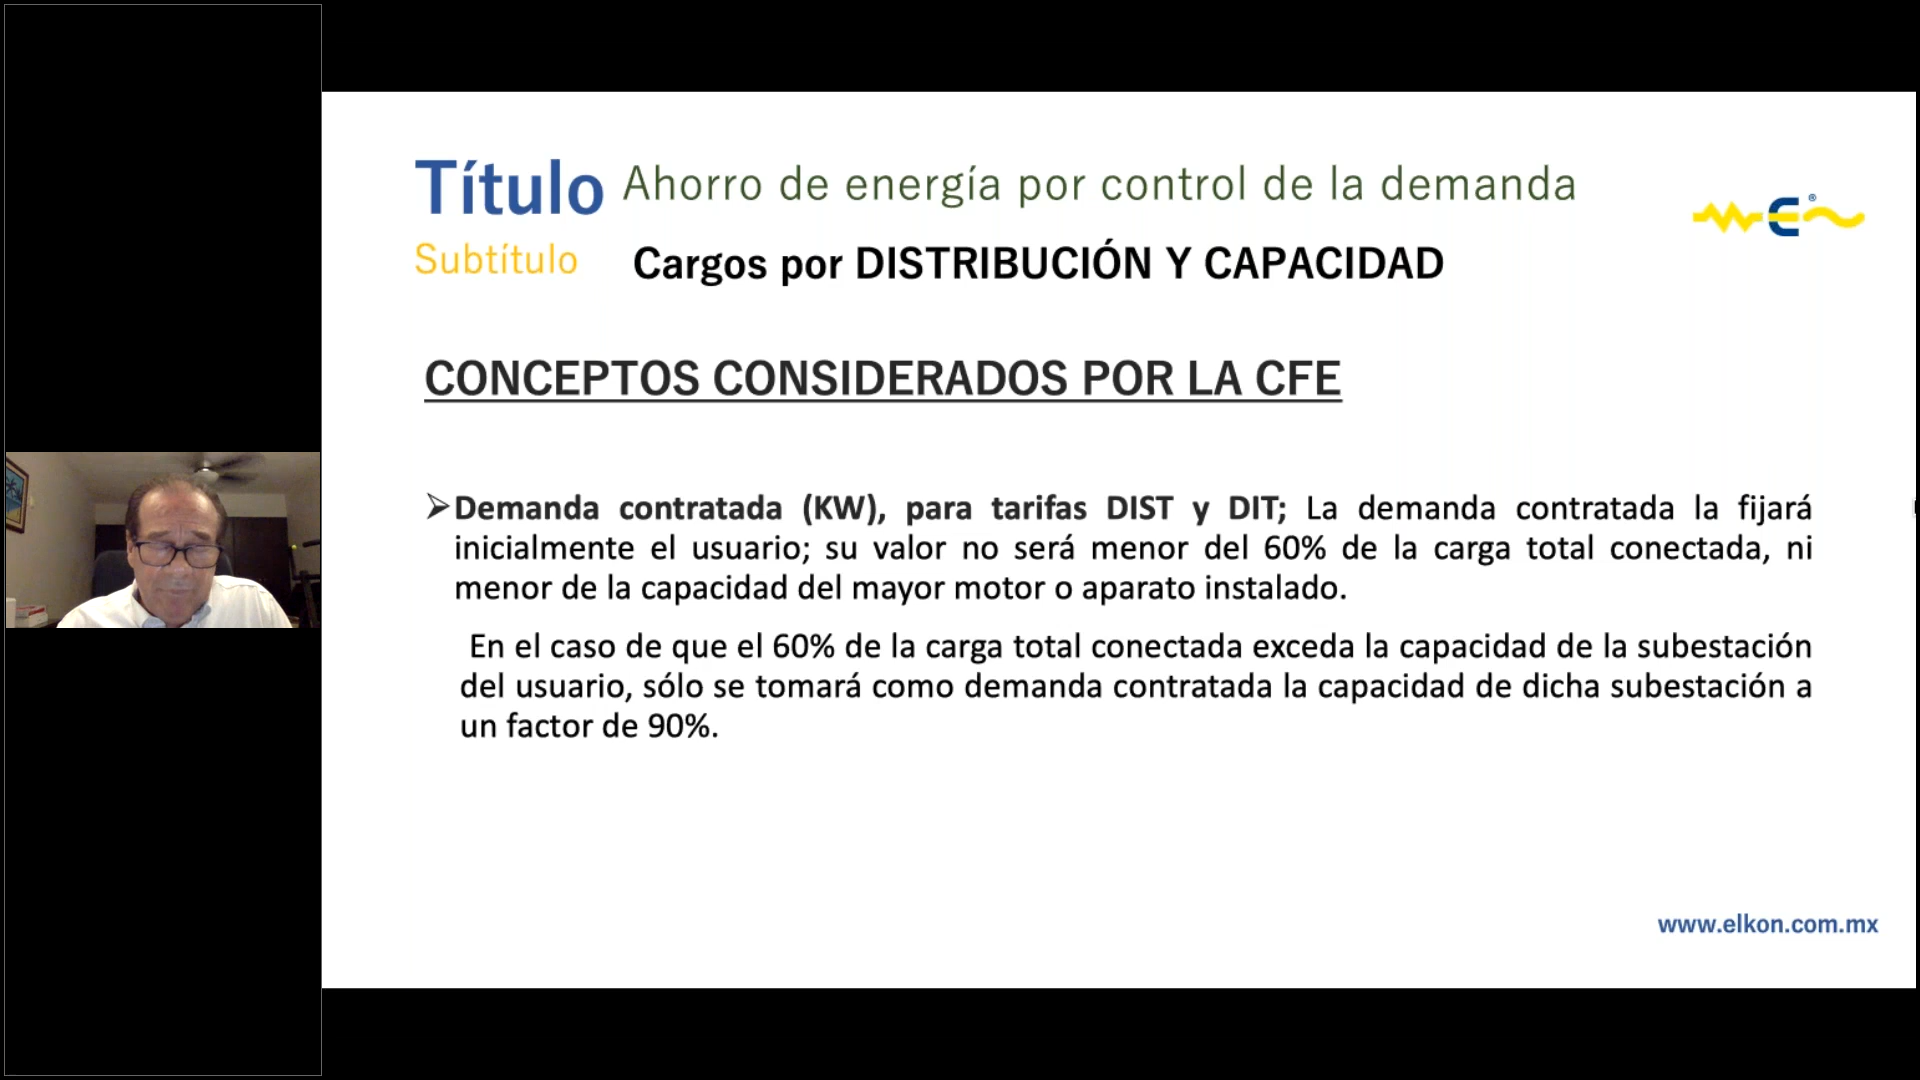 Título Ahorro de energía por control de la demanda
Subtítulo Cargos por DISTRIBUCIÓN Y CAPACIDAD
E®
CONCEPTOS CONSIDERADOS POR LA CFE
➢Demanda contratada (KW), para tarifas DIST y DIT; La demanda contratada la fijará
inicialmente el usuario; su valor no será menor del 60% de la carga total conectada, ni
menor de la capacidad del mayor motor o aparato instalado.
En el caso de que el 60% de la carga total conectada exceda la capacidad de la subestación
del usuario, sólo se tomará como demanda contratada la capacidad de dicha subestación a
un factor de 90%.
www.elkon.com.mx